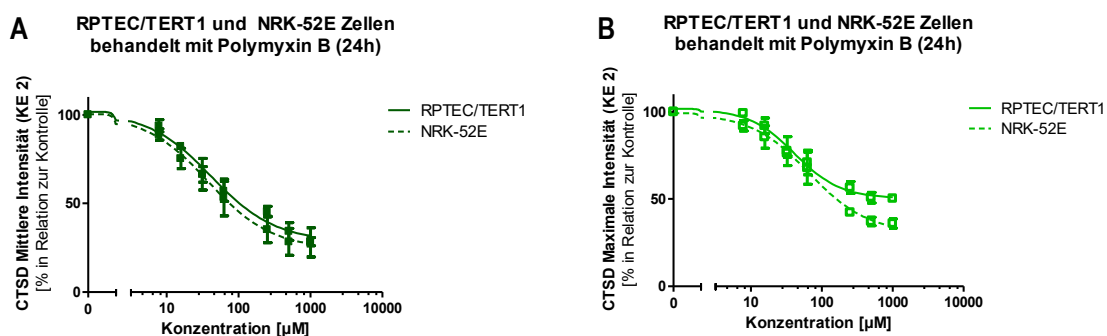 A
RPTEC/TERT1 und NRK-52E Zellen
behandelt mit Polymyxin B (24h)
CTSD Mittlere Intensität (KE 2)
[% in Relation zur Kontrolle]
100
50
0
0
10
100
1000
10000
Konzentration [µM]
RPTEC/TERT1
NRK-52E
B
RPTEC/TERT1 und NRK-52E Zellen
behandelt mit Polymyxin B (24h)
CTSD Maximale Intensität (KE 2)
[% in Relation zur Kontrolle]
100
50
0
0
10
100
1000
10000
Konzentration [µM]
RPTEC/TERT1
NRK-52E